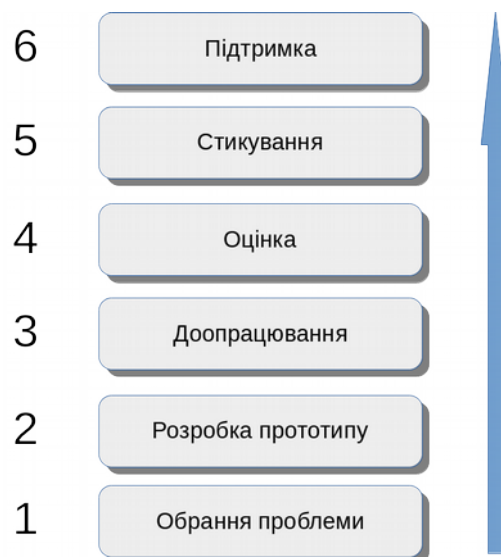 6 Підтримка
5 Стикування
4 Оцінка
3 Доопрацювання
2 Розробка прототипу
1 Обрання проблеми